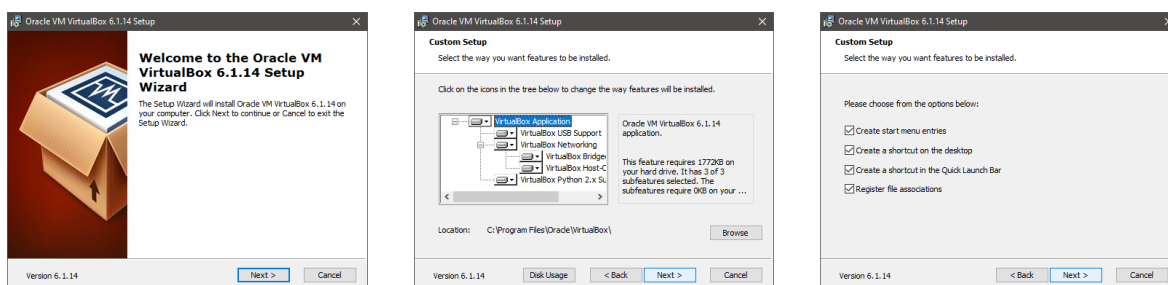 Oracle VM VirtualBox 6.1.14 Setup
Welcome to the Oracle VM
VirtualBox 6.1.14 Setup
Wizard
The Setup Wizard will install Oracle VM VirtualBox 6.1.14 on
your computer. Click Next to continue or Cancel to exit the
Setup Wizard.
Version 6.1.14
Next >
Cancel
Oracle VM VirtualBox 6.1.14 Setup
Custom Setup
Select the way you want features to be installed.
Click on the icons in the tree below to change the way features will be installed.
VirtualBox Application
VirtualBox USB Support
VirtualBox Networking
VirtualBox Bridge
VirtualBox Host-C
VirtualBox Python 2.x Su
Oracle VM VirtualBox 6.1.14
application.
This feature requires 1772KB on
your hard drive. It has 3 of 3
subfeatures selected. The
subfeatures require 0KB on your ...
Location: C:\Program Files\Oracle\VirtualBox\
Browse
Version 6.1.14
Disk Usage
< Back
Next >
Cancel
Oracle VM VirtualBox 6.1.14 Setup
Custom Setup
Select the way you want features to be installed.
Please choose from the options below:
Create start menu entries
Create a shortcut on the desktop
Create a shortcut in the Quick Launch Bar
Register file associations
Version 6.1.14
< Back
Next >
Cancel